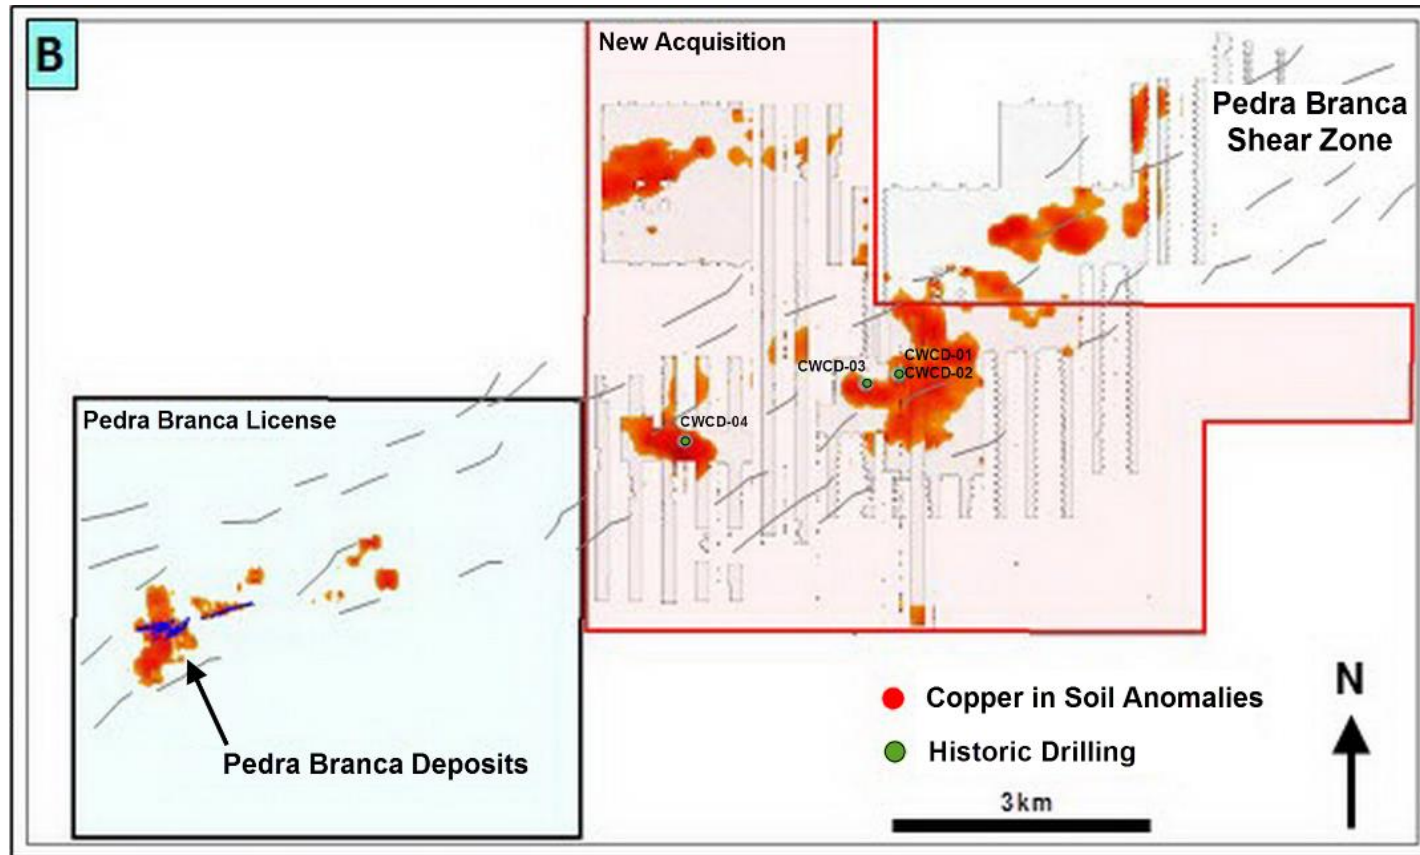 B
New Acquisition
Pedra Branca
Shear Zone
CWCD-01
CWCD-03
CWCD-02
CWCD-04
Pedra Branca License
Pedra Branca Deposits
Copper in Soil Anomalies
Historic Drilling
3km
N